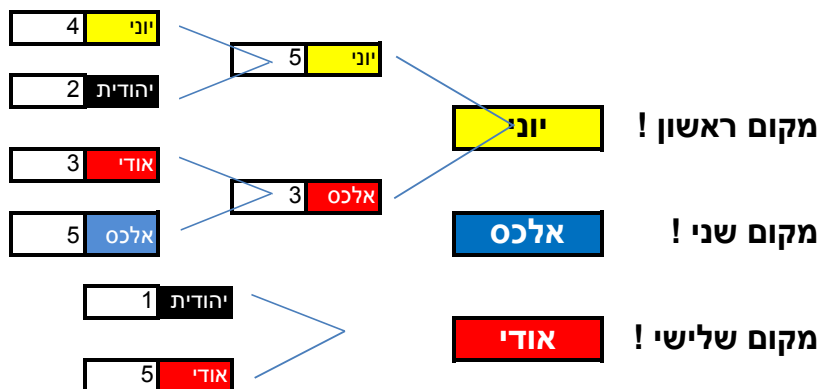 יוני 4
יהודית 2
אודי 3
אלכס 5
יוני 5
אלכס 3
יהודית 1
אודי 5
מקום ראשון ! יוני
מקום שני ! אלכס
מקום שלישי ! אודי